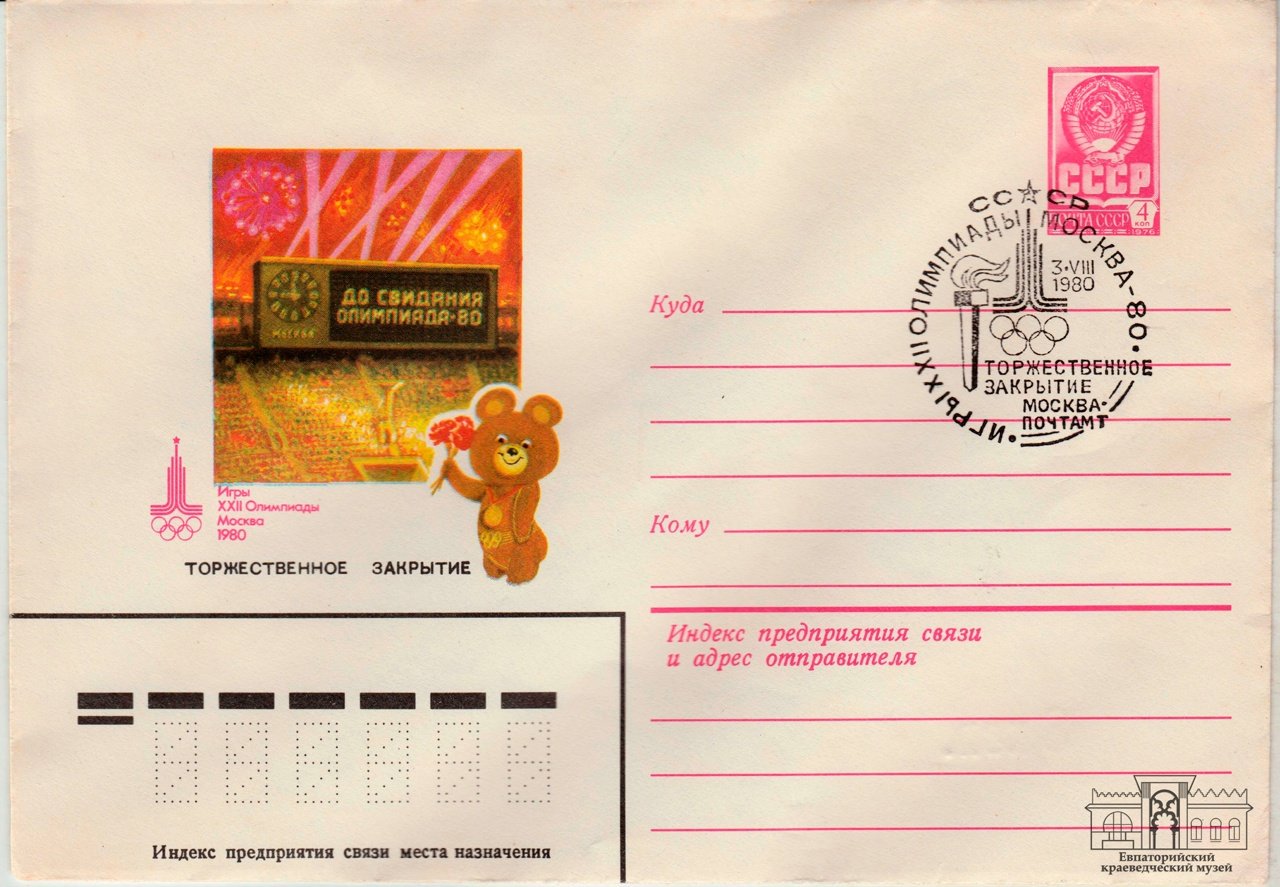 СССР
ПОЧТА СССР
4
КОП
1976
СС СР
ИГРЫ XXII ОЛИМПИАДЫ МОСКВА-80
3·VIII
1980
ТОРЖЕСТВЕННОЕ
ЗАКРЫТИЕ
МОСКВА-
ПОЧТАМТ
ДО СВИДАНИЯ
ОЛИМПИАДА-80
МОСКВА
Игры
XXII Олимпиады
Москва
1980
ТОРЖЕСТВЕННОЕ ЗАКРЫТИЕ
Куда
Кому
Индекс предприятия связи
и адрес отправителя
Индекс предприятия связи места назначения
Евпаторийский
краеведческий музей